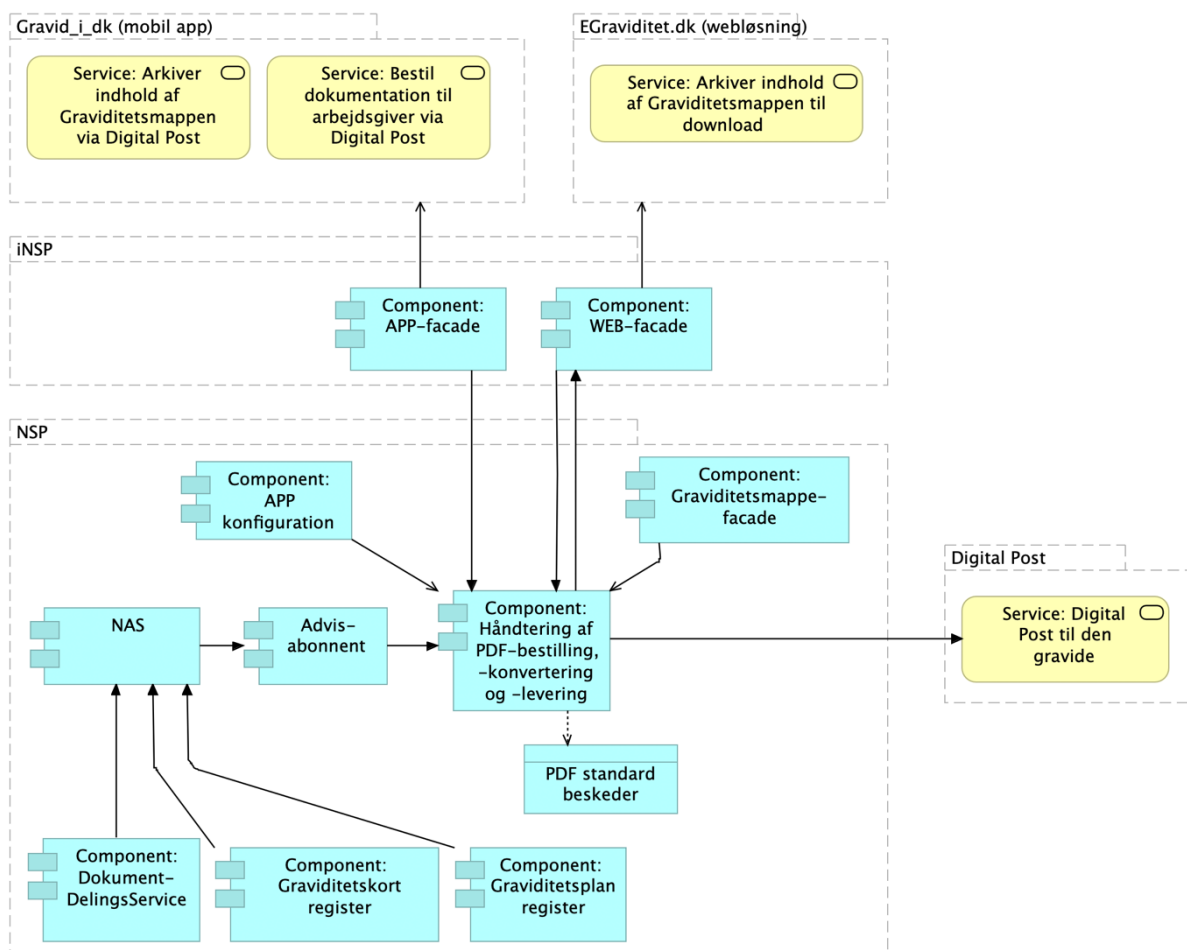 Gravid_i_dk (mobil app)
Service: Arkiver
indhold af
Graviditetsmappen
via Digital Post
Service: Bestil
dokumentation til
arbejdsgiver via
Digital Post
EGraviditet.dk (webløsning)
Service: Arkiver indhold
af Graviditetsmappen til
download
iNSP
Component:
APP-facade
Component:
WEB-facade
NSP
Component:
APP
konfiguration
Component:
Graviditetsmappe-
facade
NAS
Advis-
abonnent
Component:
Håndtering af
PDF-bestilling,
-konvertering
og -levering
Digital Post
Service: Digital
Post til den
gravide
PDF standard
beskeder
Component:
Dokument-
DelingsService
Component:
Graviditetskort
register
Component:
Graviditetsplan
register